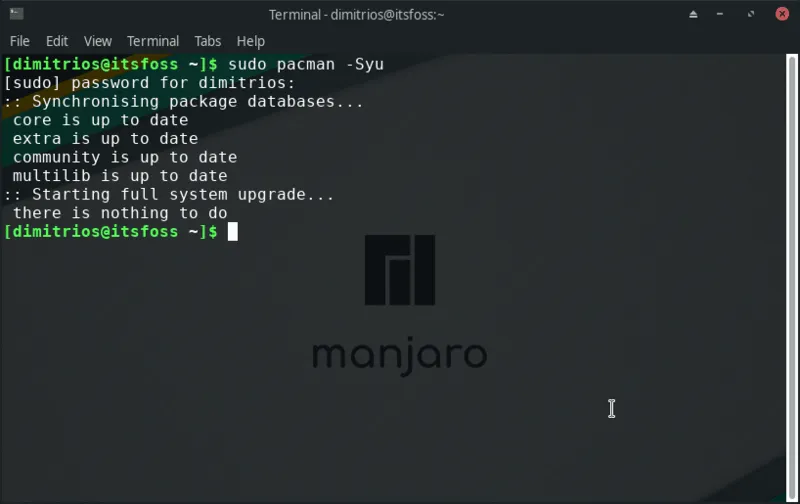 Terminal - dimitrios@itsfoss:~
File Edit View Terminal Tabs Help
[dimitrios@itsfoss ~]$ sudo pacman -Syu
[sudo] password for dimitrios:
:: Synchronising package databases...
core is up to date
extra is up to date
community is up to date
multilib is up to date
:: Starting full system upgrade...
there is nothing to do
[dimitrios@itsfoss ~]$
manjaro